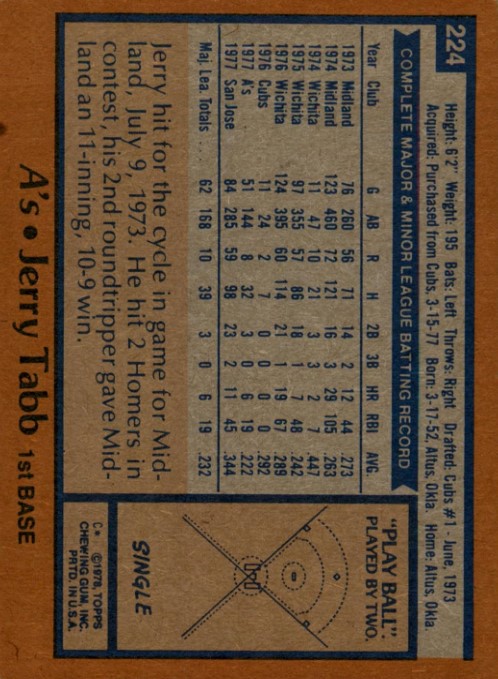 224
Height: 6'2" Weight: 195 Bats: Left Throws: Right Drafted: Cubs #1 - June, 1973
Acquired: Purchased from Cubs, 3-15-77 Born: 3-17-52, Altus, Okla. Home: Altus, Okla.
COMPLETE MAJOR & MINOR LEAGUE BATTING RECORD
Year Club G AB R H 2B 3B HR RBI AVG.
1973 Midland 76 260 56 71 14 2 12 44 .273
1974 Midland 123 460 72 121 16 3 29 105 .263
1974 Wichita 11 47 10 21 3 2 7 .447
1975 Wichita 97 355 57 86 18 1 7 48 .242
1976 Wichita 124 395 60 114 21 1 19 67 .289
1976 Cubs 11 24 2 7 0 0 0 0 .292
1977 A's 51 144 8 32 3 0 6 19 .222
1977 San Jose 84 285 59 98 23 2 11 45 .344
Maj. Lea. Totals 62 168 10 39 3 0 6 19 .232
Jerry hit for the cycle in game for Mid-
land, July 9, 1973. He hit 2 Homers in
contest, his 2nd roundtripper gave Mid-
land an 11-inning, 10-9 win.
"PLAY BALL":
PLAYED BY TWO.
SINGLE
C* ©1978 TOPPS
CHEWING GUM, INC.
PRTD. IN U.S.A.
A's • Jerry Tabb 1st BASE